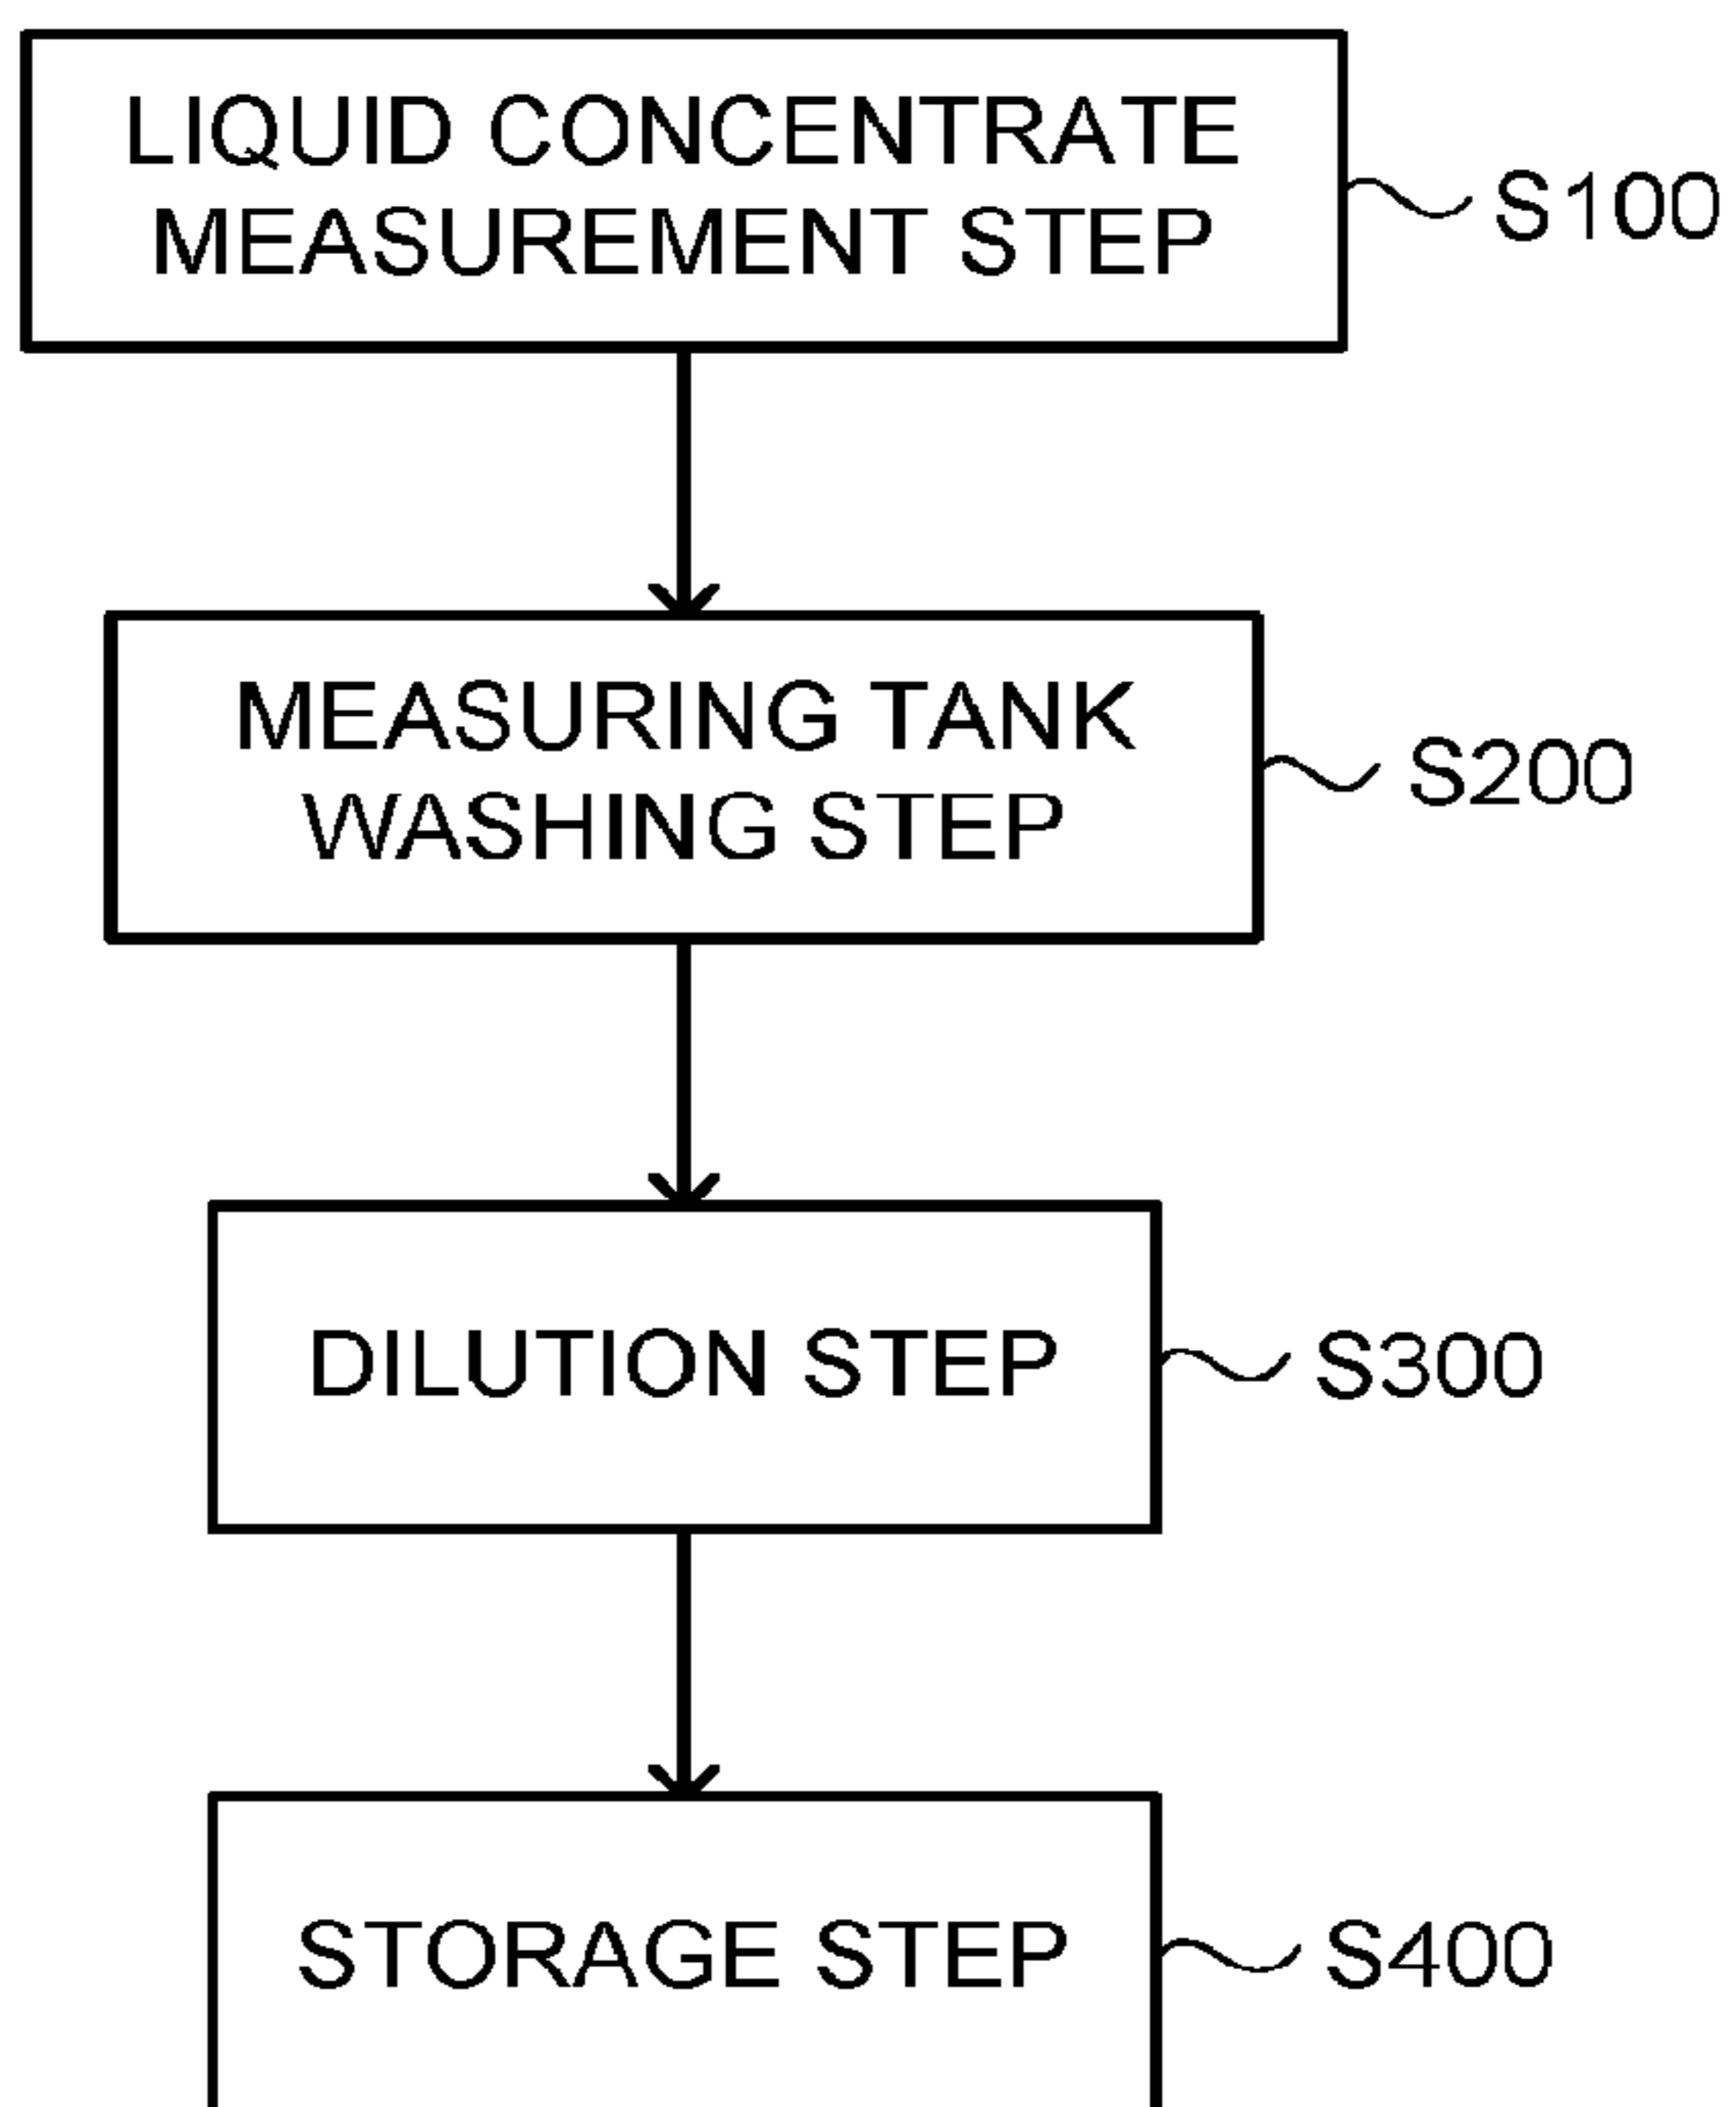 LIQUID CONCENTRATE
MEASUREMENT STEP
S100
MEASURING TANK
WASHING STEP
S200
DILUTION STEP
S300
STORAGE STEP
S400